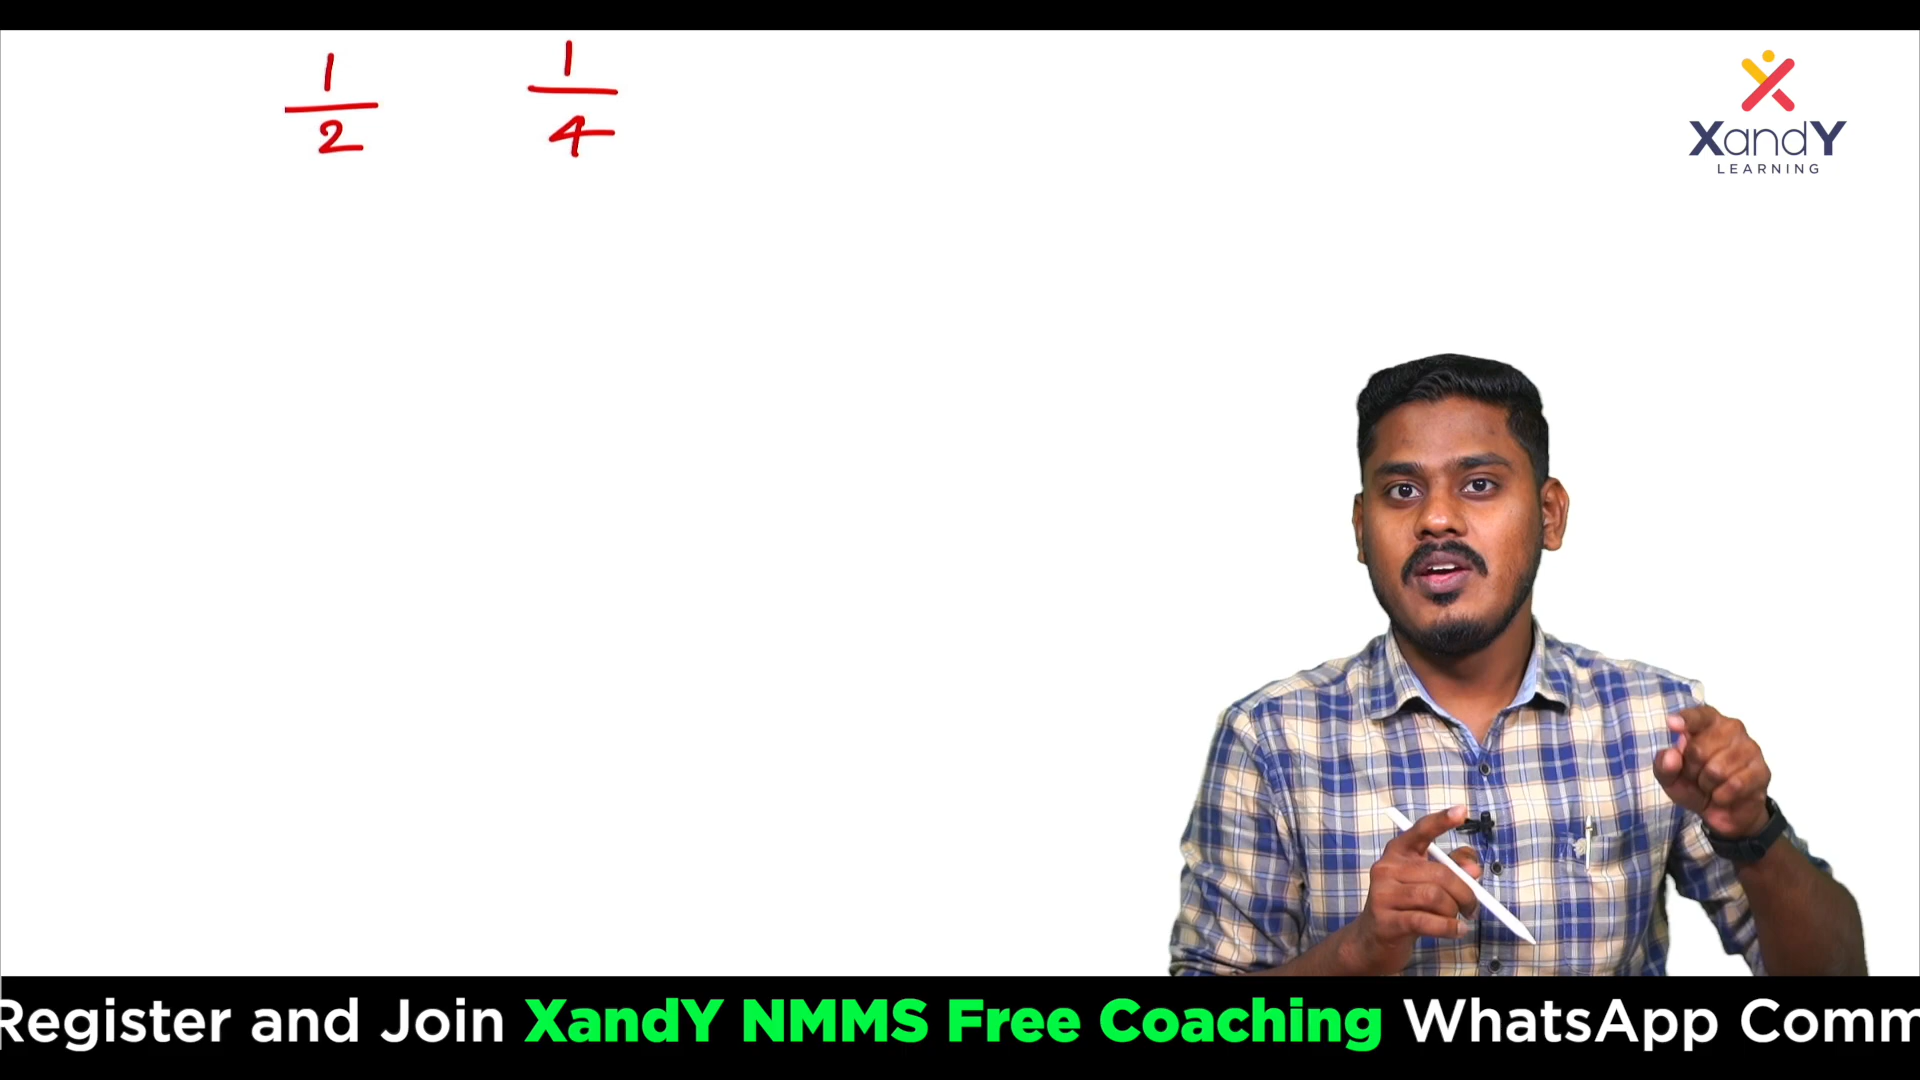 1/2 1/4
XandY
LEARNING
Register and Join XandY NMMS Free Coaching WhatsApp Comm